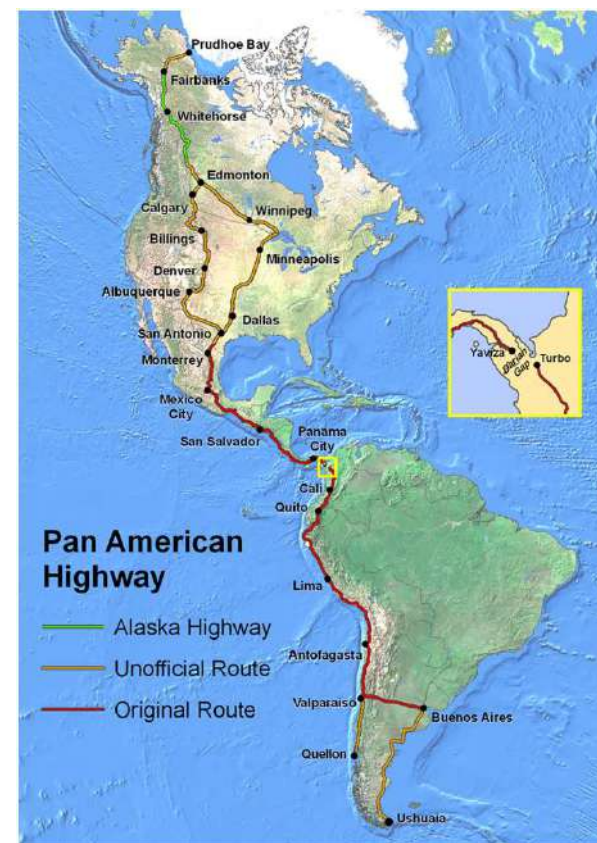 Prudhoe Bay
Fairbanks
Whitehorse
Edmonton
Calgary
Winnipeg
Billings
Minneapolis
Denver
Albuquerque
Dallas
San Antonio
Monterrey
Mexico
City
San Salvador
Panama
City
Yaviza
Darian
Gap
Turbo
Cali
Quito
Pan American
Highway
Lima
Alaska Highway
Unofficial Route
Antofagasta
Original Route
Valparaiso
Buenos Aires
Quellon
Ushuaia